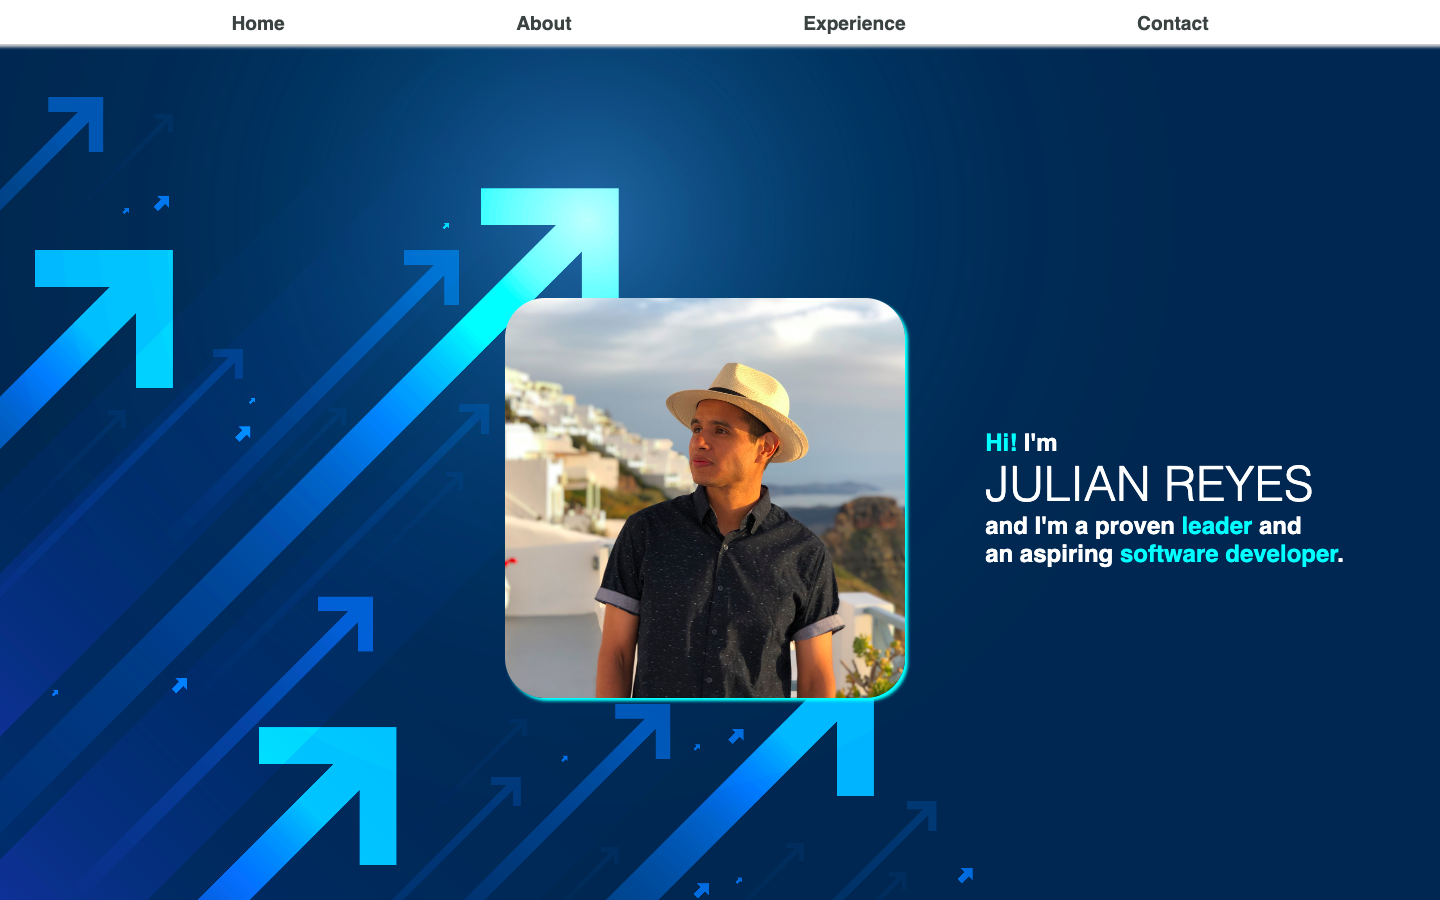 Home About Experience Contact
Hi! I'm
JULIAN REYES
and I'm a proven leader and
an aspiring software developer.